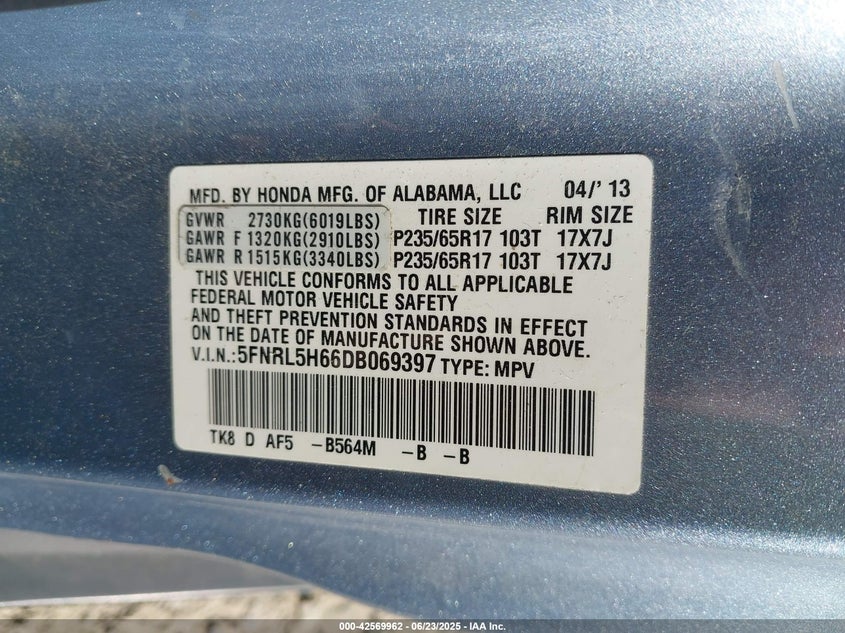 MFD. BY HONDA MFG. OF ALABAMA, LLC 04/'13
GVWR 2730KG(6019LBS) TIRE SIZE RIM SIZE
GAWR F 1320KG(2910LBS) P235/65R17 103T 17X7J
GAWR R 1515KG(3340LBS) P235/65R17 103T 17X7J
THIS VEHICLE CONFORMS TO ALL APPLICABLE
FEDERAL MOTOR VEHICLE SAFETY
AND THEFT PREVENTION STANDARDS IN EFFECT
ON THE DATE OF MANUFACTURE SHOWN ABOVE.
V.I.N.:5FNRL5H66DB069397 TYPE: MPV
TK8 D AF5 -B564M -B -B
000-42569962 - 06/23/2025 - IAA Inc.